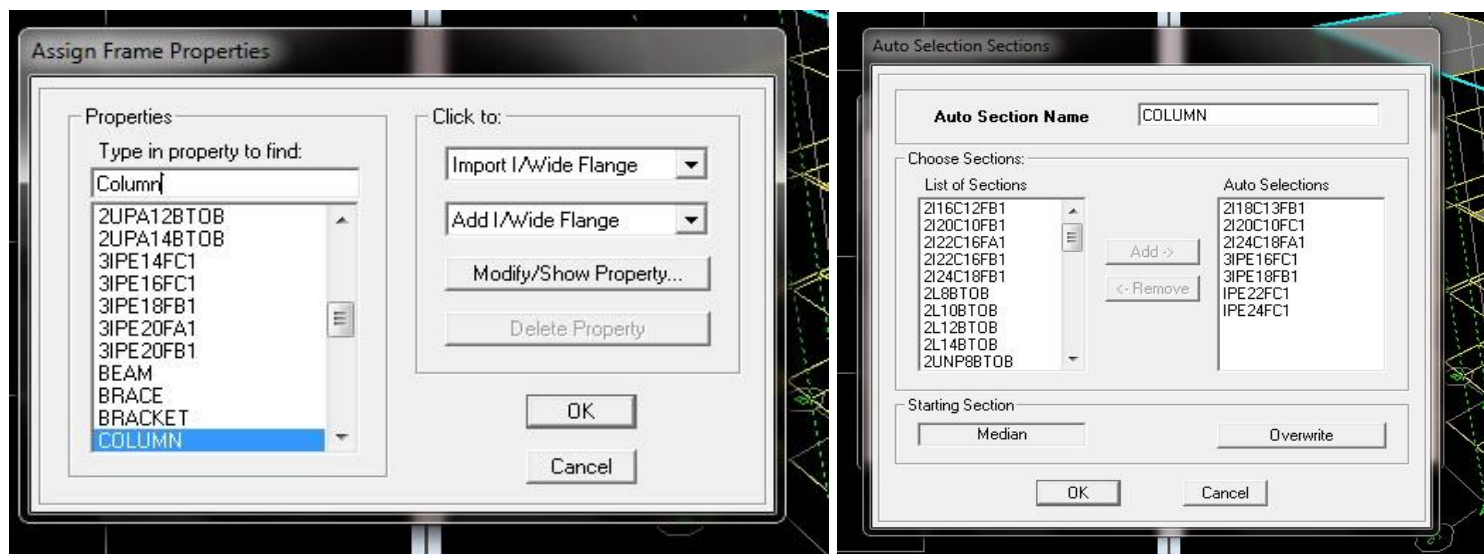 Assign Frame Properties
Properties
Type in property to find:
Column
2UPA12BTOB
2UPA14BTOB
3IPE14FC1
3IPE16FC1
3IPE18FB1
3IPE20FA1
3IPE20FB1
BEAM
BRACE
BRACKET
COLUMN
Click to:
Import I/Wide Flange
Add I/Wide Flange
Modify/Show Property...
Delete Property
OK
Cancel
Auto Selection Sections
Auto Section Name COLUMN
Choose Sections:
List of Sections
2I16C12FB1
2I20C10FB1
2I22C16FA1
2I22C16FB1
2I24C18FB1
2L8BTOB
2L10BTOB
2L12BTOB
2L14BTOB
2UNP8BTOB
Add ->
<- Remove
Auto Selections
2I18C13FB1
2I20C10FC1
2I24C18FA1
3IPE16FC1
3IPE18FB1
IPE22FC1
IPE24FC1
Starting Section
Median
Overwrite
OK
Cancel